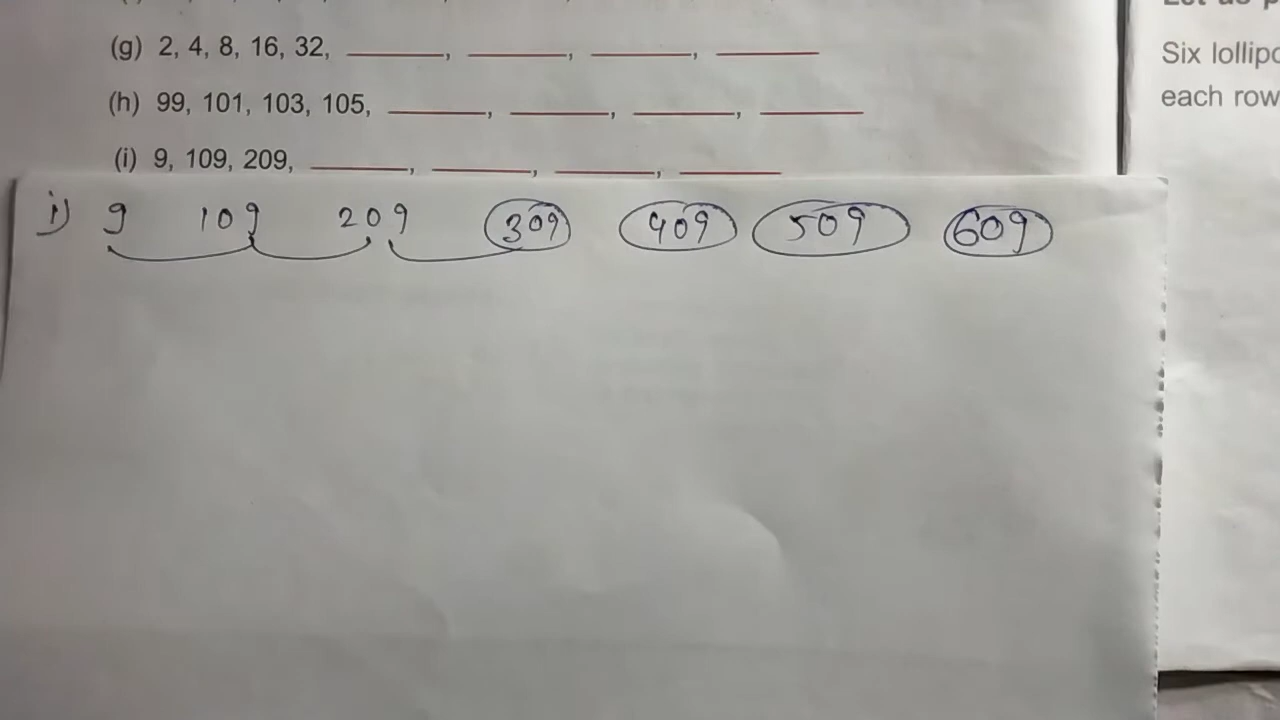 (g) 2, 4, 8, 16, 32, ______, ______, ______, ______
(h) 99, 101, 103, 105, ______, ______, ______, ______
(i) 9, 109, 209, ______, ______, ______, ______
i) 9 109 209 309 409 509 609
Six
each row